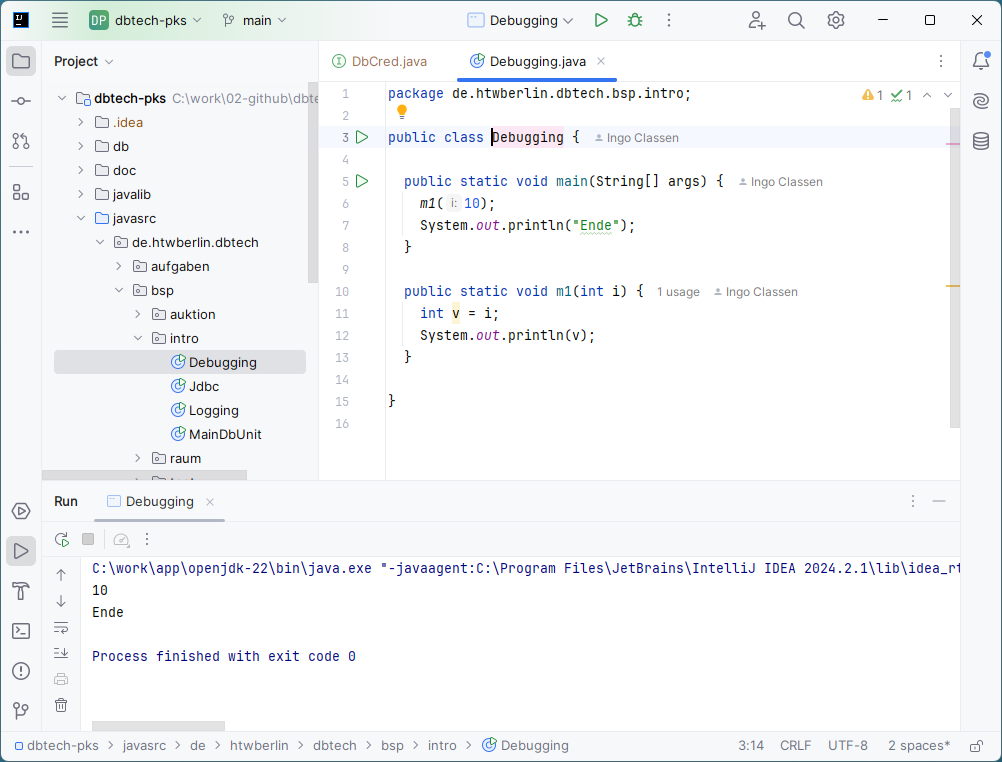 DP dbtech-pks main Debugging
Project
DbCred.java Debugging.java
dbtech-pks C:\work\02-github\dbte
.idea
db
doc
javalib
javasrc
de.htwberlin.dbtech
aufgaben
bsp
auktion
intro
Debugging
Jdbc
Logging
MainDbUnit
raum
1 package de.htwberlin.dbtech.bsp.intro; 1 1
2
3 public class Debugging { Ingo Classen
4
5 public static void main(String[] args) { Ingo Classen
6 m1( i: 10);
7 System.out.println("Ende");
8 }
9
10 public static void m1(int i) { 1 usage Ingo Classen
11 int v = i;
12 System.out.println(v);
13 }
14
15 }
16
Run Debugging
C:\work\app\openjdk-22\bin\java.exe "-javaagent:C:\Program Files\JetBrains\IntelliJ IDEA 2024.2.1\lib\idea_rt
10
Ende
Process finished with exit code 0
dbtech-pks > javasrc > de > htwberlin > dbtech > bsp > intro > Debugging 3:14 CRLF UTF-8 2 spaces*